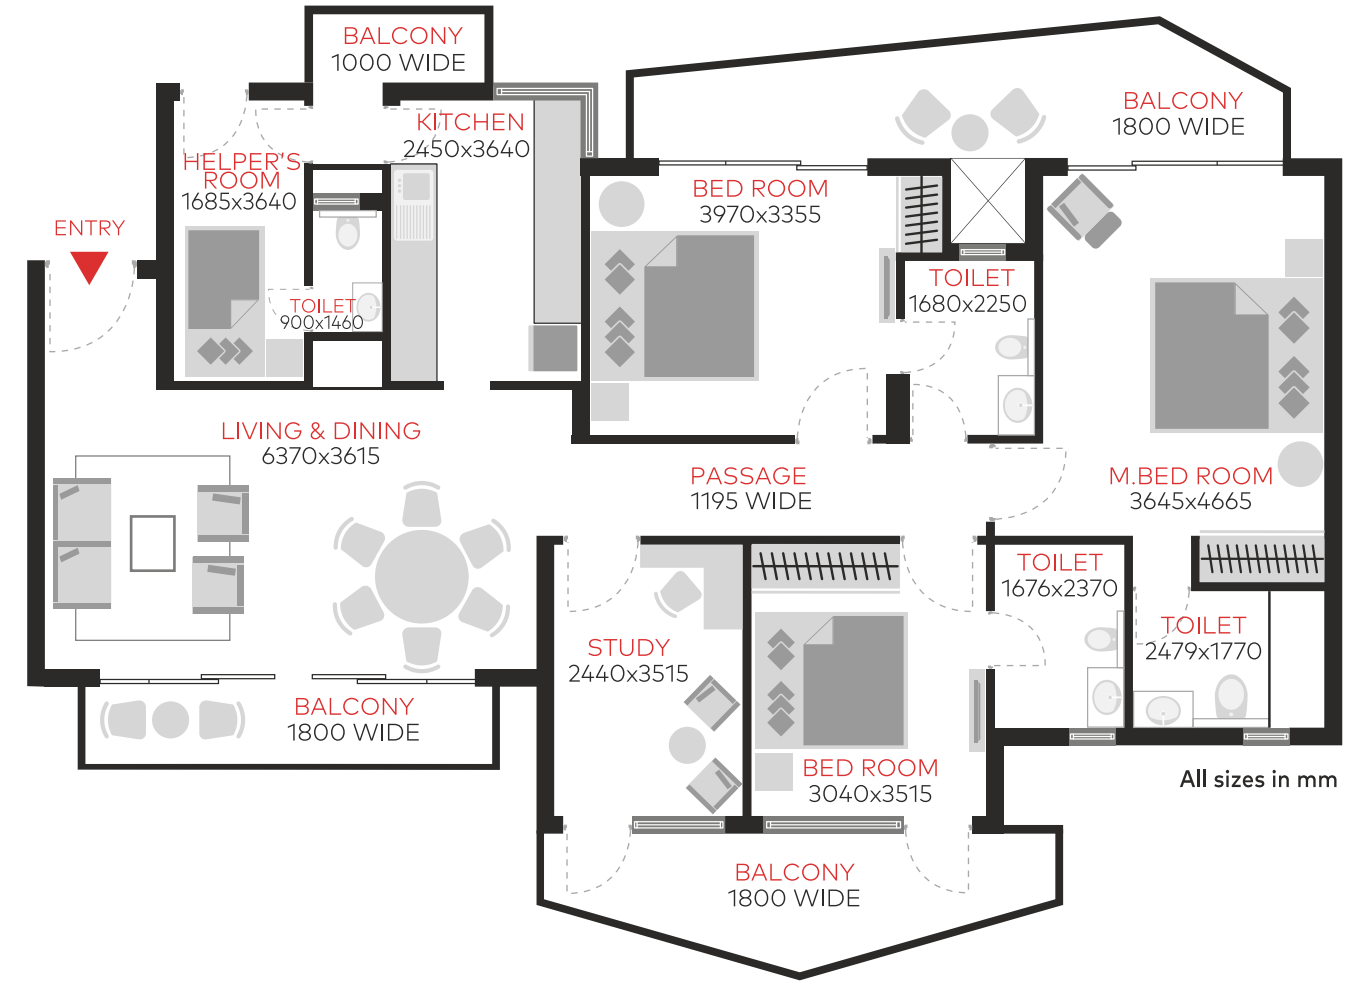 BALCONY
1000 WIDE
BALCONY
1800 WIDE
KITCHEN
2450x3640
HELPER'S
ROOM
1685x3640
BED ROOM
3970x3355
ENTRY
TOILET
1680x2250
TOILET
900x1460
LIVING & DINING
6370x3615
PASSAGE
1195 WIDE
M.BED ROOM
3645x4665
TOILET
1676x2370
TOILET
2479x1770
STUDY
2440x3515
BALCONY
1800 WIDE
BED ROOM
3040x3515
All sizes in mm
BALCONY
1800 WIDE